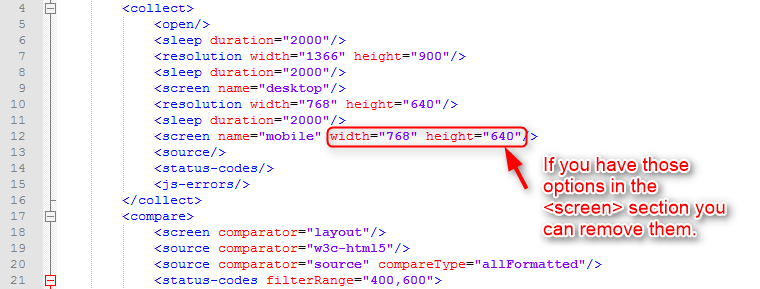 4 <collect>
5 <open/>
6 <sleep duration="2000"/>
7 <resolution width="1366" height="900"/>
8 <sleep duration="2000"/>
9 <screen name="desktop"/>
10 <resolution width="768" height="640"/>
11 <sleep duration="2000"/>
12 <screen name="mobile" width="768" height="640"/>
13 <source/>
14 <status-codes/>
15 <js-errors/>
16 </collect>
17 <compare>
18 <screen comparator="layout"/>
19 <source comparator="w3c-html5"/>
20 <source comparator="source" compareType="allFormatted"/>
21 <status-codes filterRange="400,600">
If you have those
options in the
<screen> section you
can remove them.